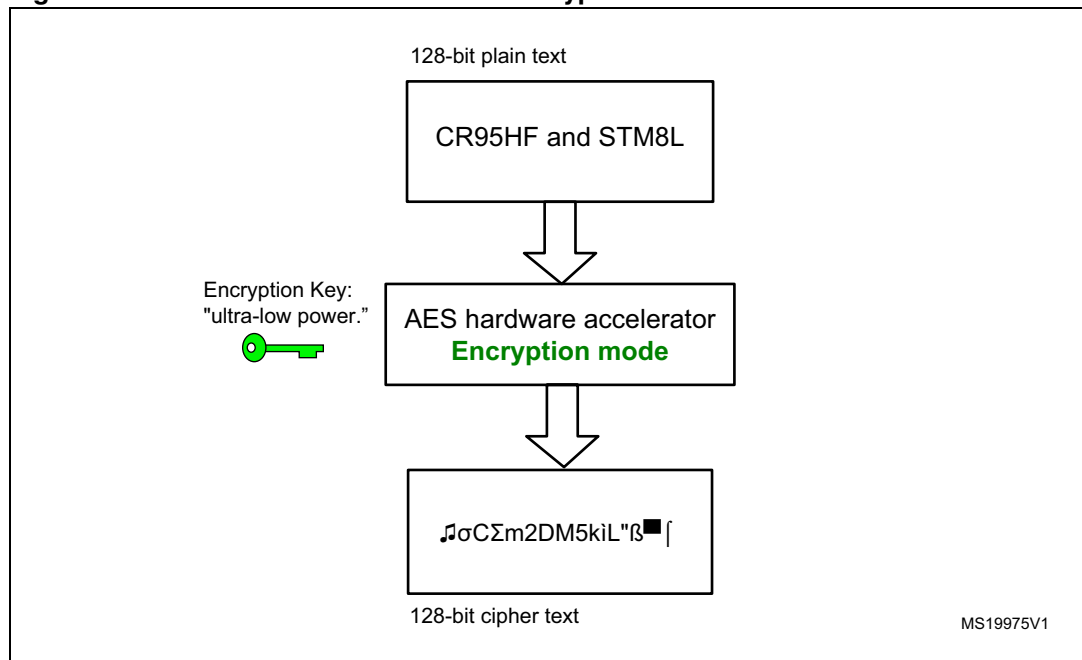 128-bit plain text
CR95HF and STM8L
Encryption Key:
"ultra-low power.”
AES hardware accelerator
Encryption mode
♫σCΣm2DM5kìL"ß▀⌠
128-bit cipher text
MS19975V1